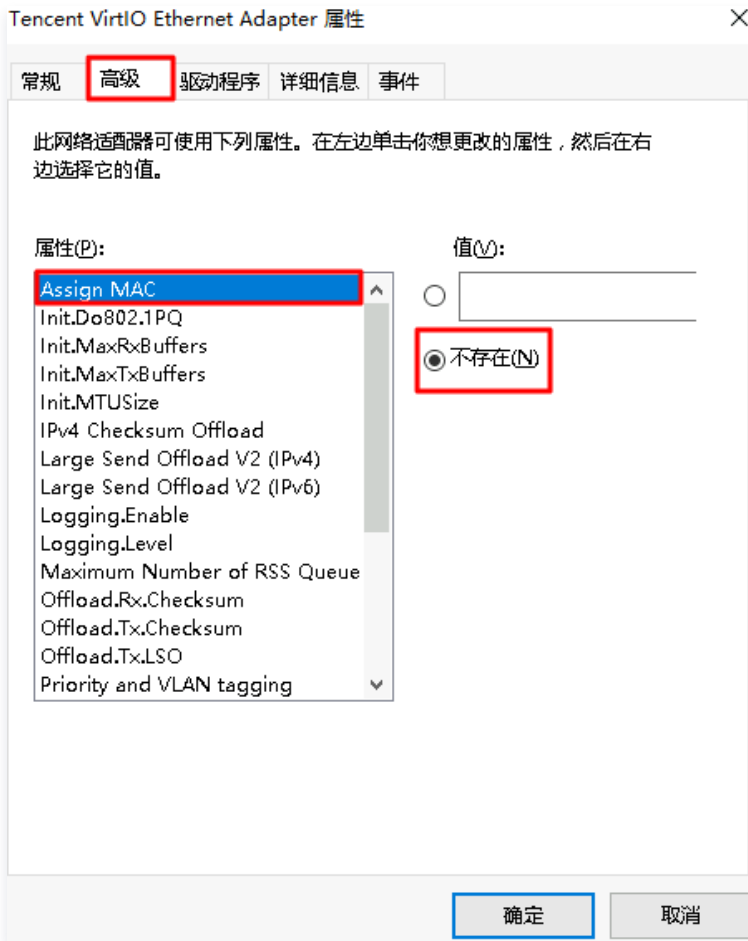 Tencent VirtIO Ethernet Adapter 属性
常规 高级 驱动程序 详细信息 事件
此网络适配器可使用下列属性。在左边单击你想更改的属性，然后在右
边选择它的值。
属性(P): 值(V):
Assign MAC
Init.Do802.1PQ
不存在(N)
Init.MaxRxBuffers
Init.MaxTxBuffers
Init.MTUSize
IPv4 Checksum Offload
Large Send Offload V2 (IPv4)
Large Send Offload V2 (IPv6)
Logging.Enable
Logging.Level
Maximum Number of RSS Queue
Offload.Rx.Checksum
Offload.Tx.Checksum
Offload.Tx.LSO
Priority and VLAN tagging
确定 取消